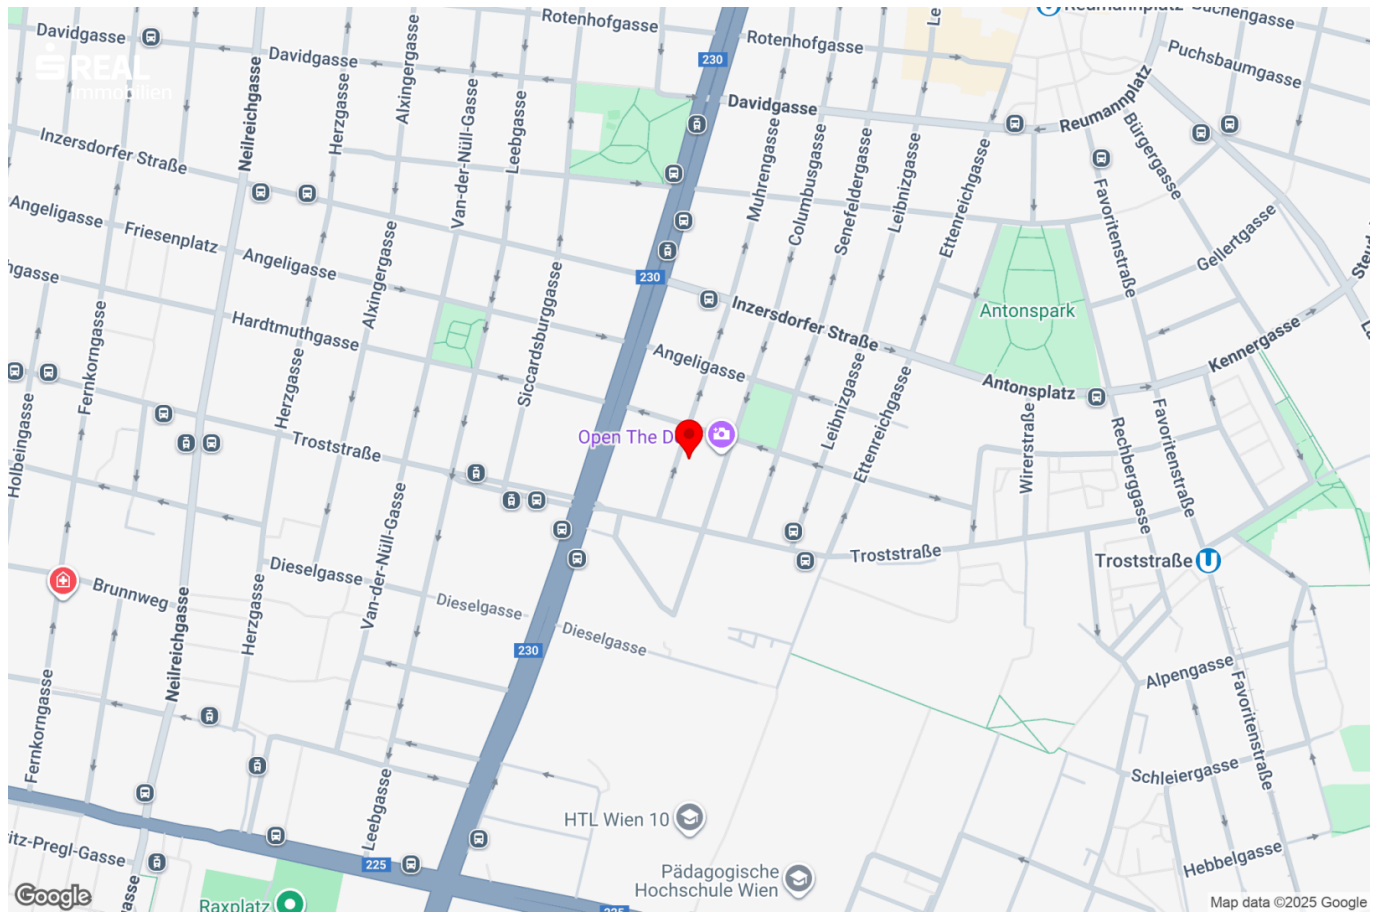 Rotenhofgasse
Reumannplatz
Davidgasse
Davidgasse
REAL
Immobilien
Neilreichgasse
Herzgasse
Alxingergasse
Van-der-Nüll-Gasse
Leebgasse
230
Rotenhofgasse
Davidgasse
Puchsbaumgasse
Reumannplatz
Bürgergasse
Inzersdorfer Straße
Muhrengasse
Columbusgasse
Senefeldergasse
Leibnizgasse
Ettenreichgasse
Favoritenstraße
Gellertgasse
Angeligasse
Friesenplatz
Angeligasse
Alxingergasse
Siccardsburggasse
230
Inzersdorfer Straße
Antonspark
Hardtmuthgasse
Fernkorngasse
Herzgasse
Angeligasse
Leibnizgasse
Ettenreichgasse
Antonsplatz
Kennergasse
Holbeingasse
Troststraße
Open The D
Wirerstraße
Rechberggasse
Favoritenstraße
Van-der-Nüll-Gasse
Troststraße
Troststraße
Brunnweg
Dieselgasse
Dieselgasse
Dieselgasse
Herzgasse
Neilreichgasse
230
Alpengasse
Favoritenstraße
Fernkorngasse
Schleiergasse
Leebgasse
HTL Wien 10
225
Pädagogische
Hochschule Wien
Hebbelgasse
itz-Pregl-Gasse
Raxplatz
225
Google
Map data ©2025 Google